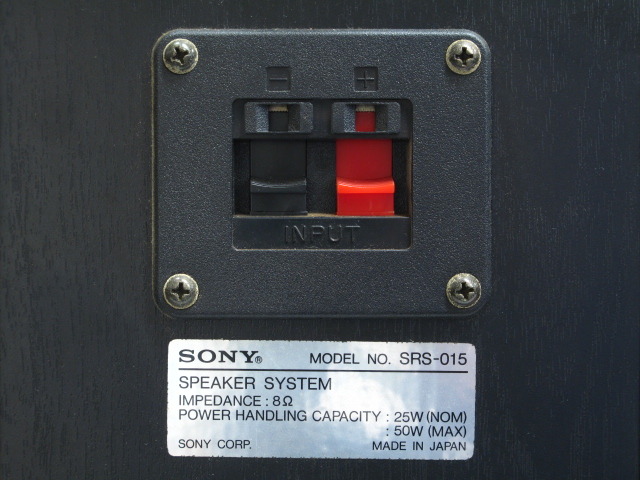 − +
INPUT
SONY® MODEL NO. SRS-015
SPEAKER SYSTEM
IMPEDANCE : 8Ω
POWER HANDLING CAPACITY : 25W (NOM)
: 50W (MAX)
SONY CORP. MADE IN JAPAN